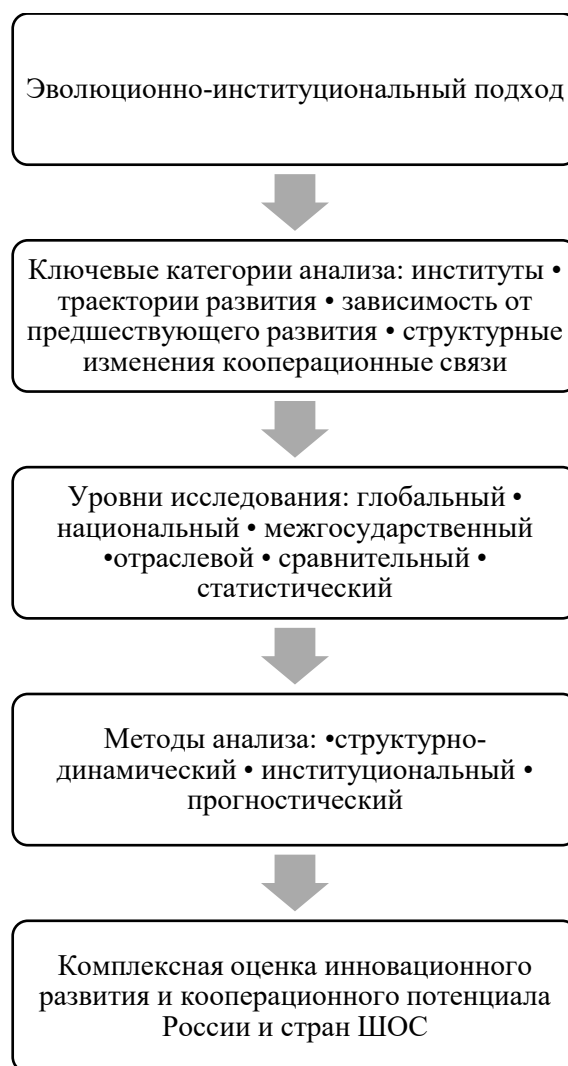 Эволюционно-институциональный подход
Ключевые категории анализа: институты •
траектории развития • зависимость от
предшествующего развития • структурные
изменения кооперационные связи
Уровни исследования: глобальный •
национальный • межгосударственный
•отраслевой • сравнительный •
статистический
Методы анализа: •структурно-
динамический • институциональный •
прогностический
Комплексная оценка инновационного
развития и кооперационного потенциала
России и стран ШОС